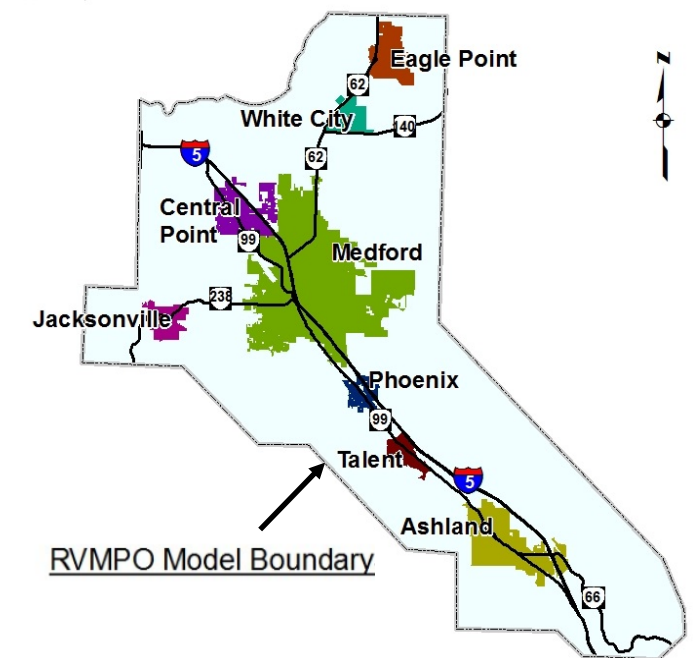 Eagle Point
62
White City
140
62
5
Central
Point
99
Medford
238
Jacksonville
Phoenix
99
Talent
5
Ashland
RVMPO Model Boundary
66
N